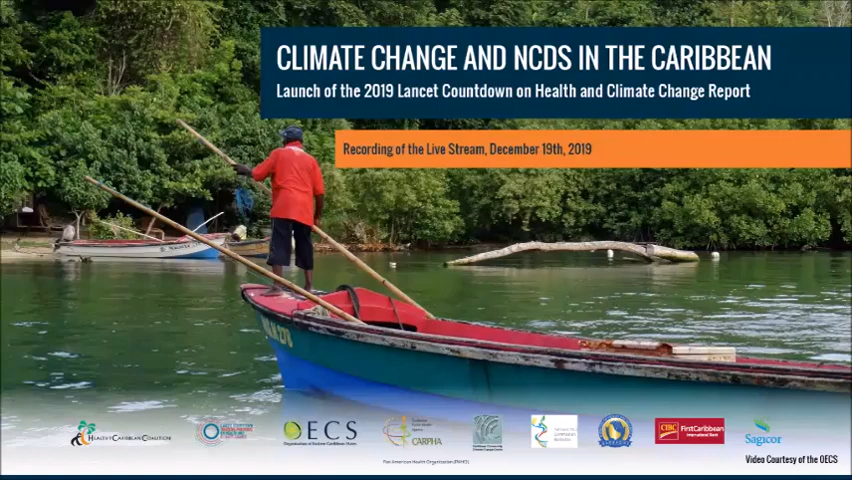 CLIMATE CHANGE AND NCDS IN THE CARIBBEAN
Launch of the 2019 Lancet Countdown on Health and Climate Change Report
Recording of the Live Stream, December 19th, 2019
HEALTHY CARIBBEAN COALITION
OECS
Organisation of Eastern Caribbean States
CARPHA
CIBC FirstCaribbean
International Bank
Sagicor
Pan American Health Organization (PAHO)
Video Courtesy of the OECS